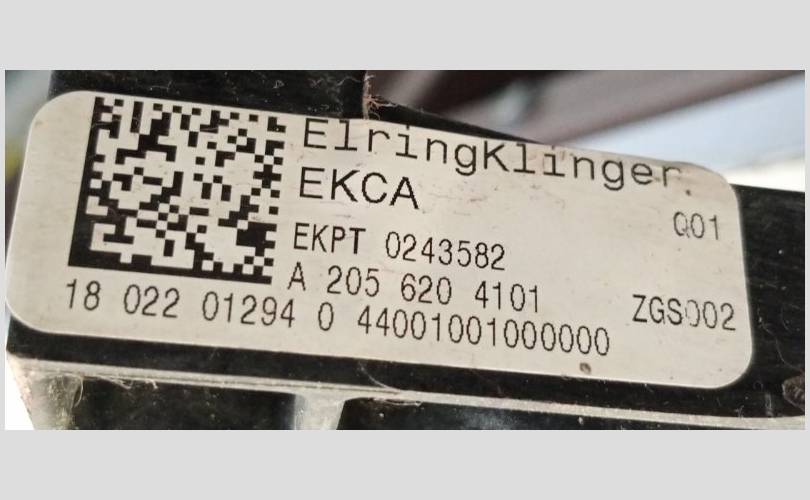 ElringKlinger.
EKCA
Q01
EKPT 0243582
A 205 620 4101
ZGS002
18 022 01294 0 44001001000000